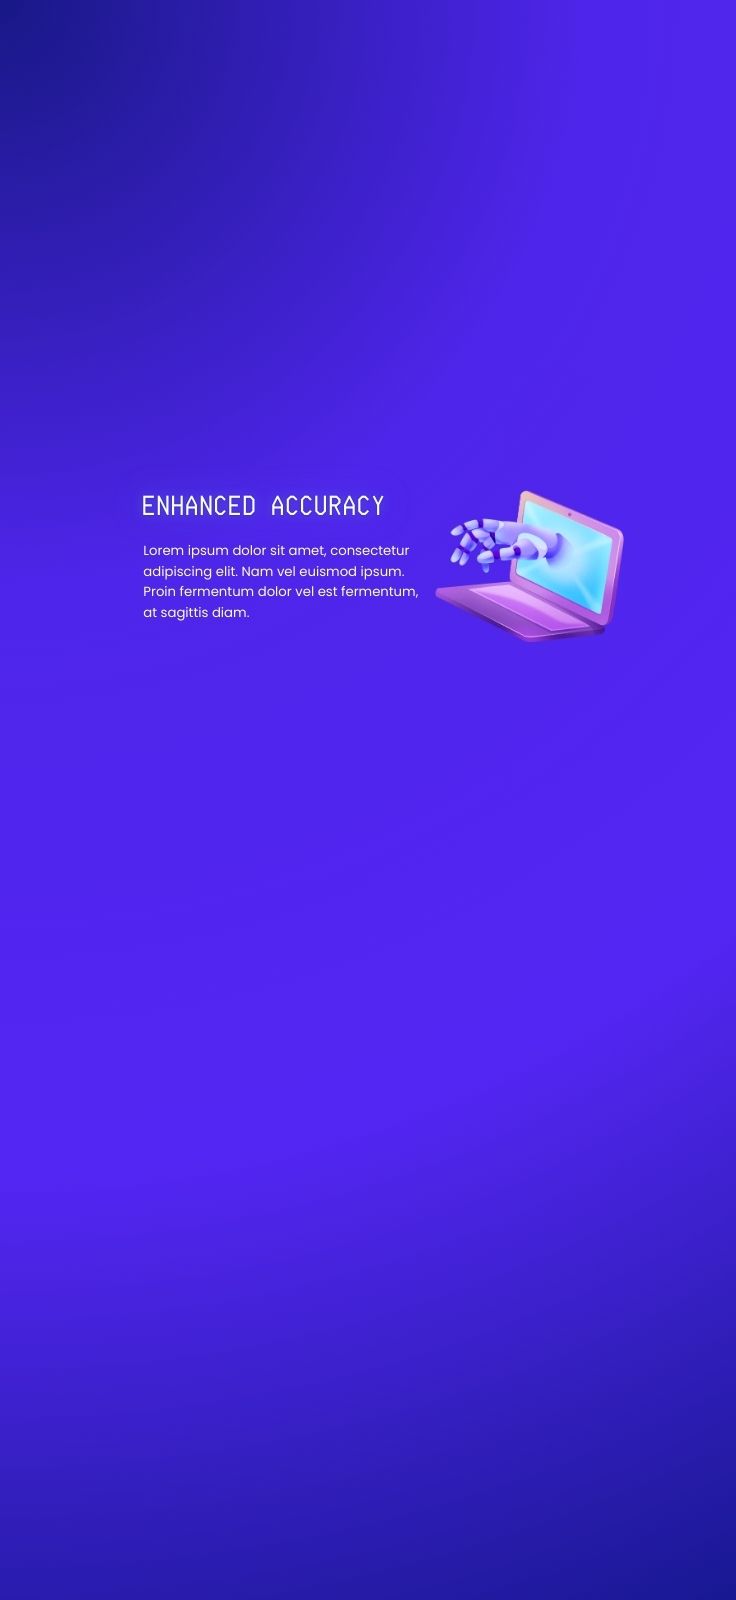 ENHANCED ACCURACY
Lorem ipsum dolor sit amet, consectetur
adipiscing elit. Nam vel euismod ipsum.
Proin fermentum dolor vel est fermentum,
at sagittis diam.